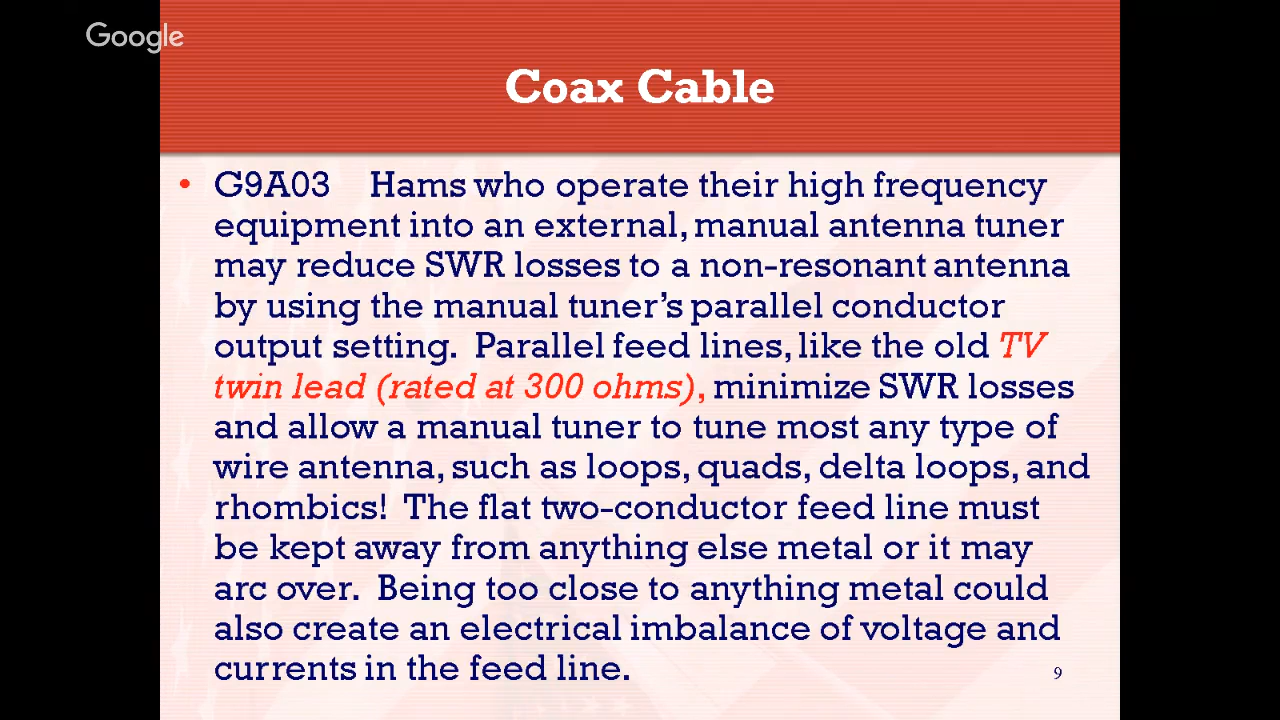 Google
Coax Cable
• G9A03 Hams who operate their high frequency
equipment into an external, manual antenna tuner
may reduce SWR losses to a non-resonant antenna
by using the manual tuner's parallel conductor
output setting. Parallel feed lines, like the old TV
twin lead (rated at 300 ohms), minimize SWR losses
and allow a manual tuner to tune most any type of
wire antenna, such as loops, quads, delta loops, and
rhombics! The flat two-conductor feed line must
be kept away from anything else metal or it may
arc over. Being too close to anything metal could
also create an electrical imbalance of voltage and
currents in the feed line.
9